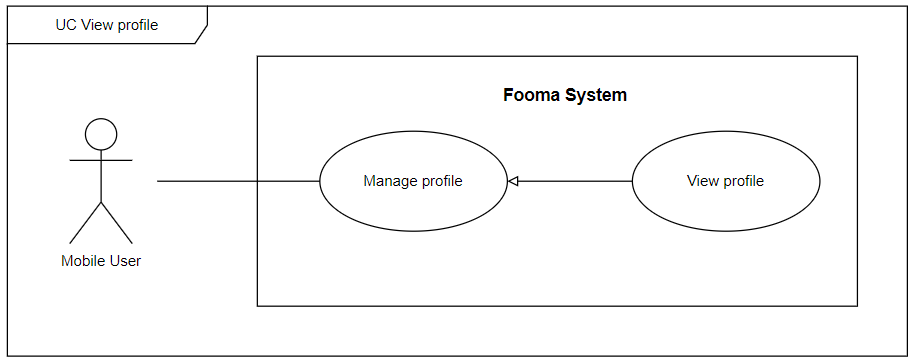 UC View profile
Fooma System
Manage profile
View profile
Mobile User